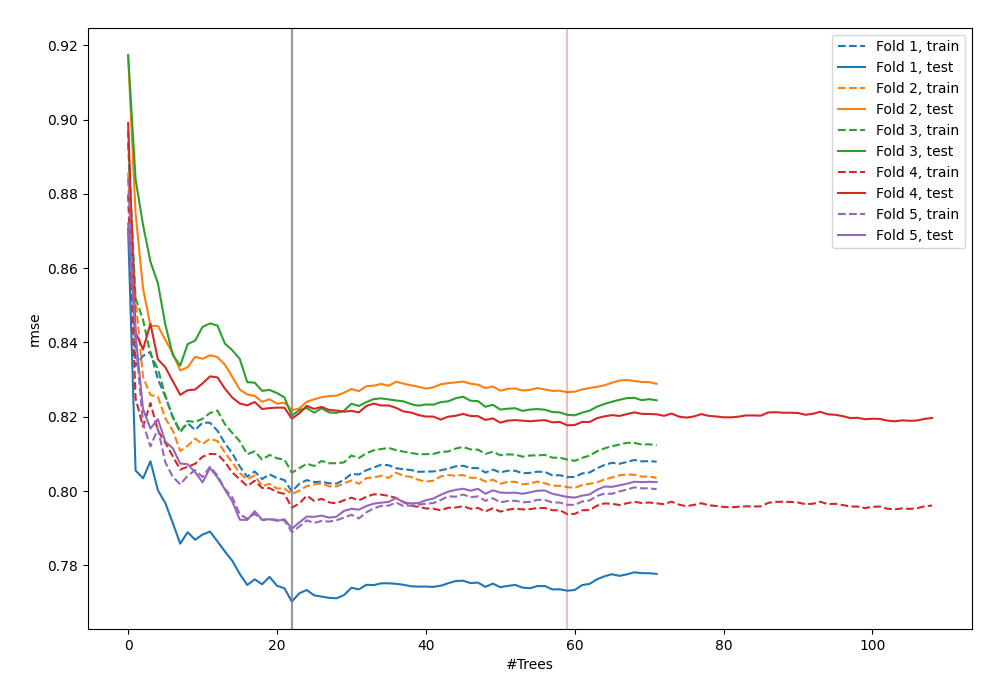 0.92
0.90
0.88
0.86
0.84
0.82
0.80
0.78
rmse
0
20
40
60
80
100
#Trees
Fold 1, train
Fold 1, test
Fold 2, train
Fold 2, test
Fold 3, train
Fold 3, test
Fold 4, train
Fold 4, test
Fold 5, train
Fold 5, test